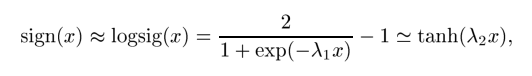 sign(x) ≈ logsig(x) = 2 / (1 + exp(−λ₁x)) − 1 ≃ tanh(λ₂x),